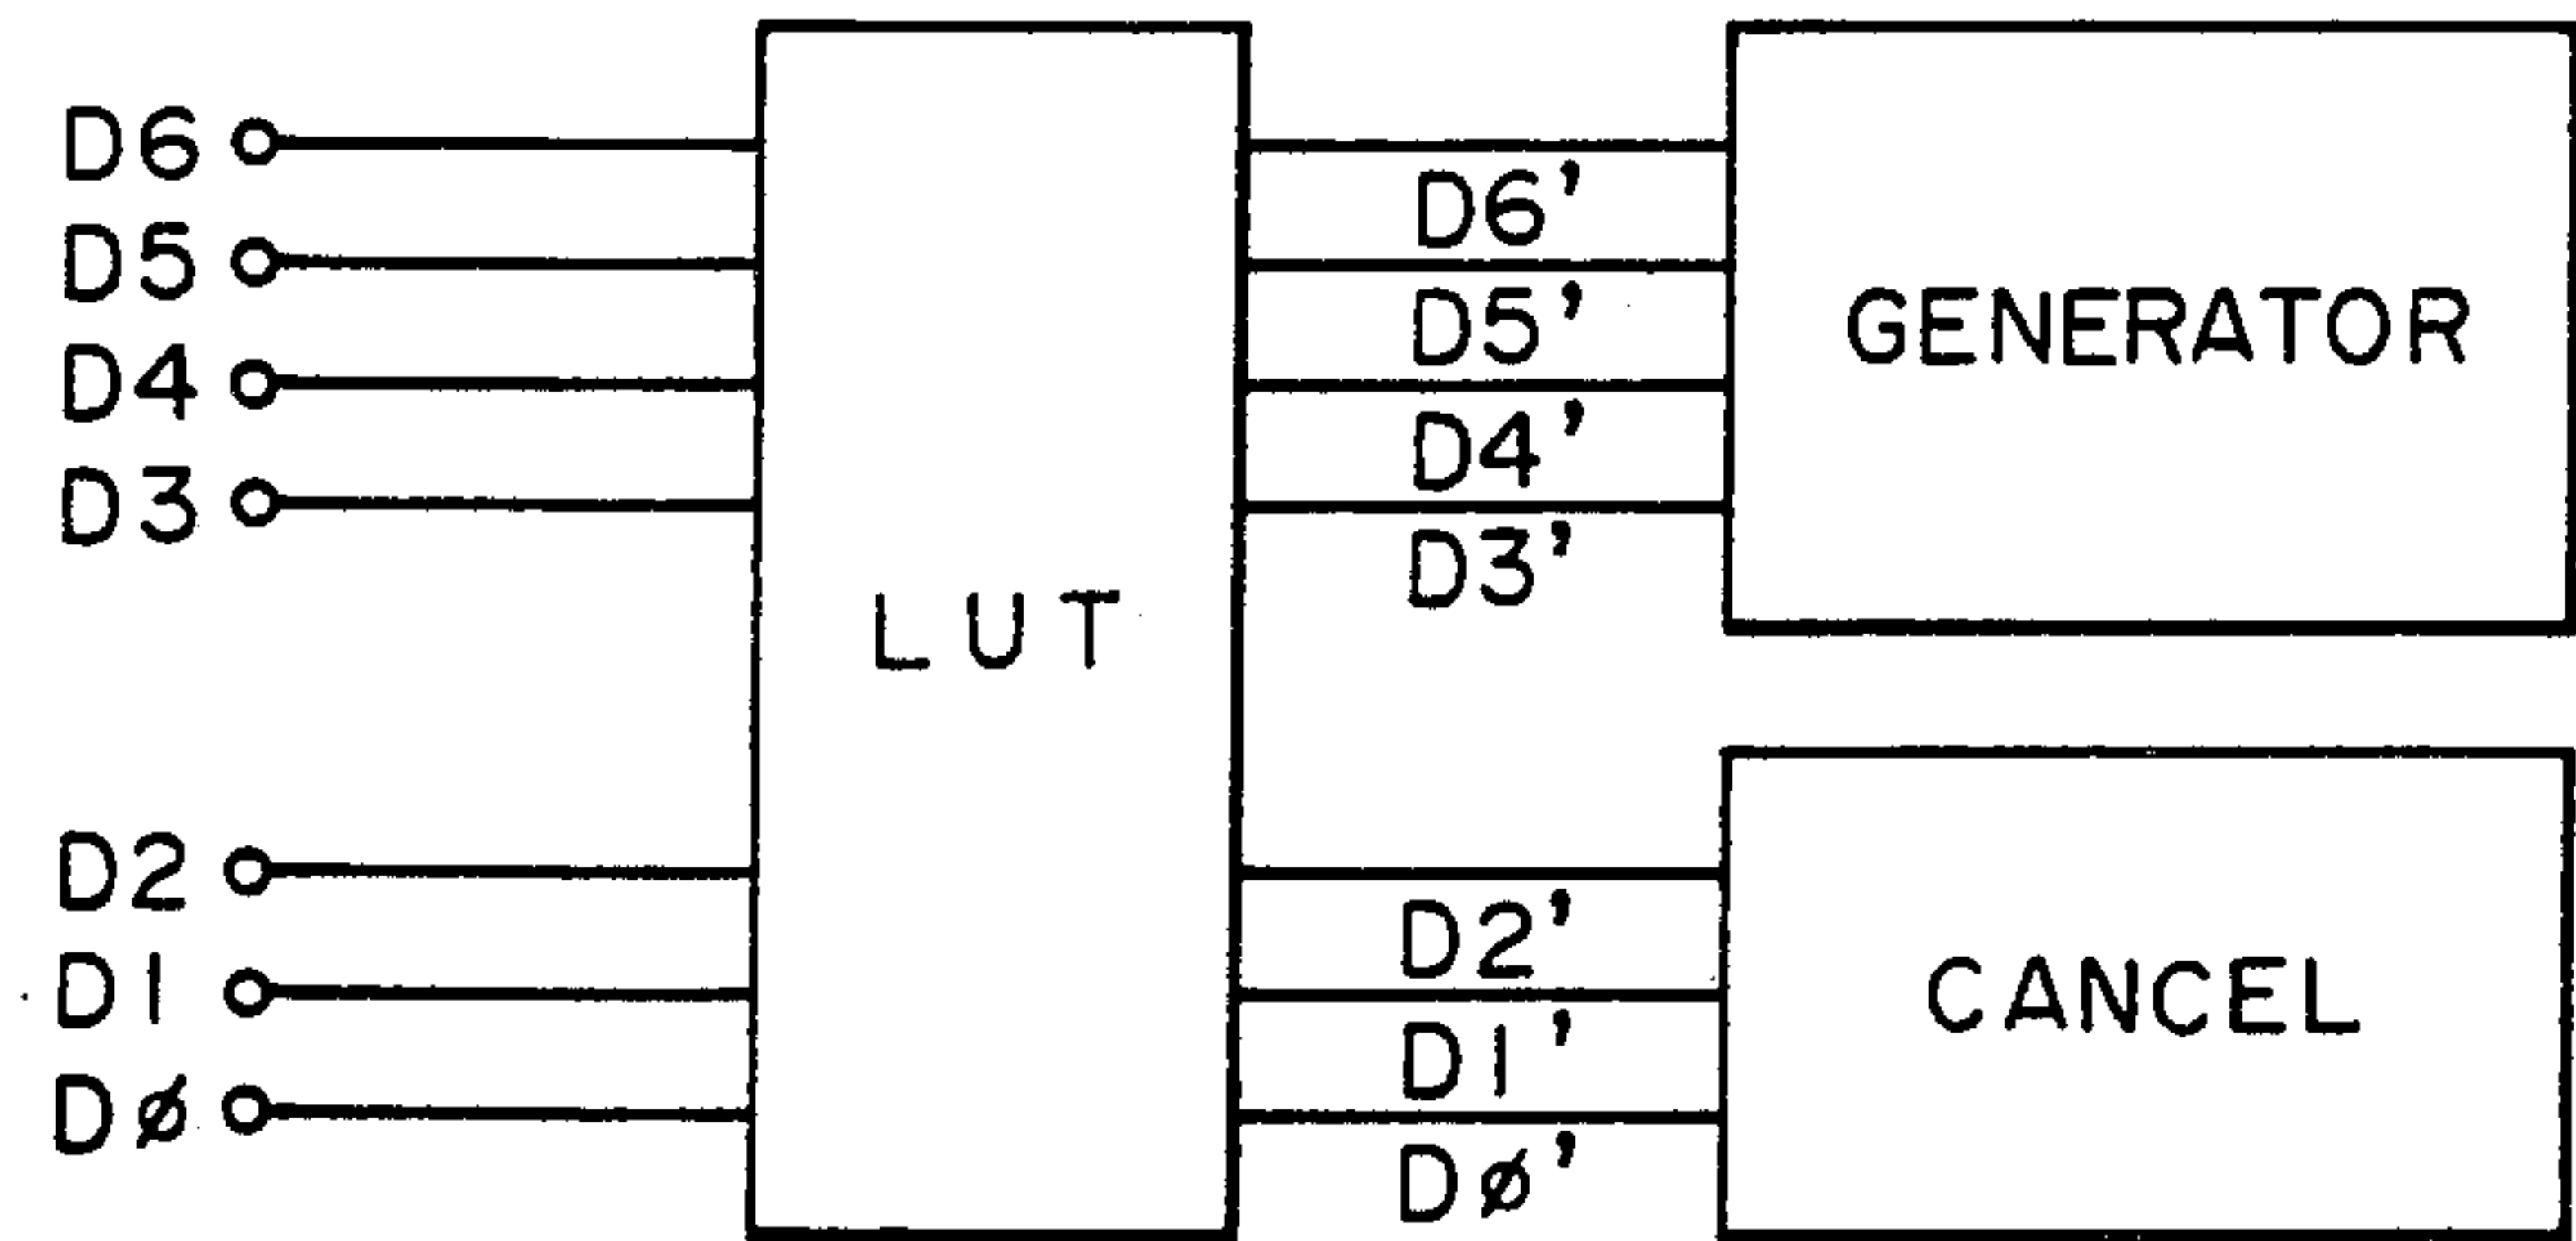 D6
D5
D4
D3
D2
D1
DØ
LUT
D6'
D5'
D4'
D3'
D2'
D1'
DØ'
GENERATOR
CANCEL